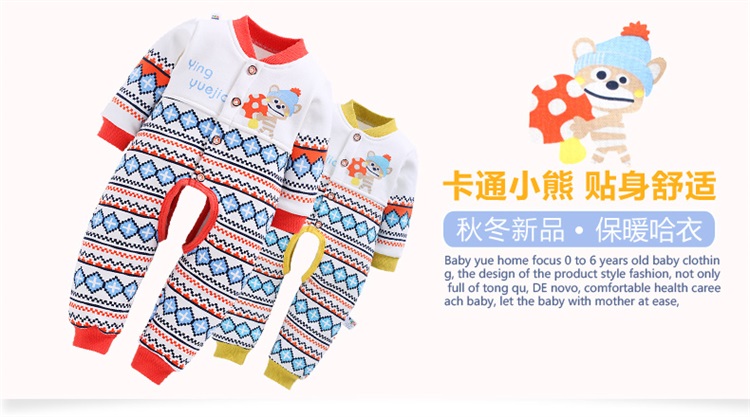 Ying
yuejia
卡通小熊 贴身舒适
秋冬新品·保暖哈衣
Baby yue home focus 0 to 6 years old baby clothin
g, the design of the product style fashion, not only
full of tong qu, DE novo, comfortable health caree
ach baby, let the baby with mother at ease,